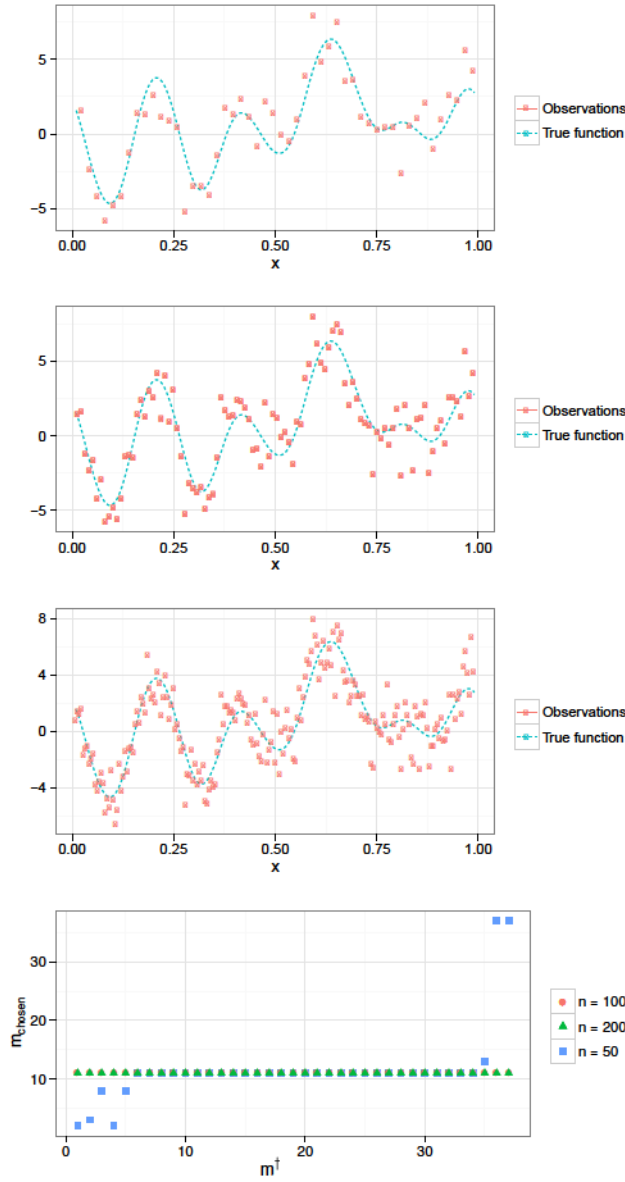 5
0
−5
0.00 0.25 0.50 0.75 1.00
x
Observations
True function
5
0
−5
0.00 0.25 0.50 0.75 1.00
x
Observations
True function
8
4
0
−4
0.00 0.25 0.50 0.75 1.00
x
Observations
True function
30
20
10
m_chosen
0 10 20 30
m†
n = 100
n = 200
n = 50